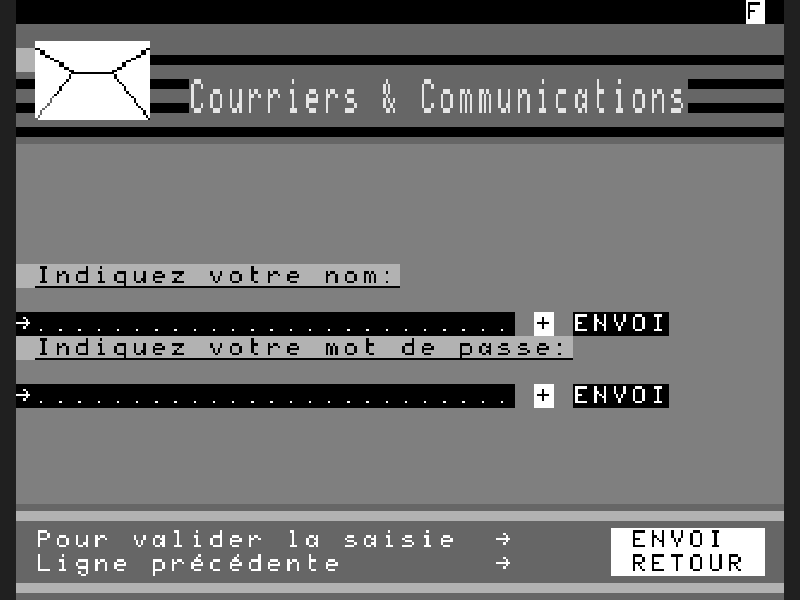 F
Courriers & Communications
Indiquez votre nom:
→......................... + ENVOI
Indiquez votre mot de passe:
→......................... + ENVOI
Pour valider la saisie → ENVOI
Ligne précédente → RETOUR